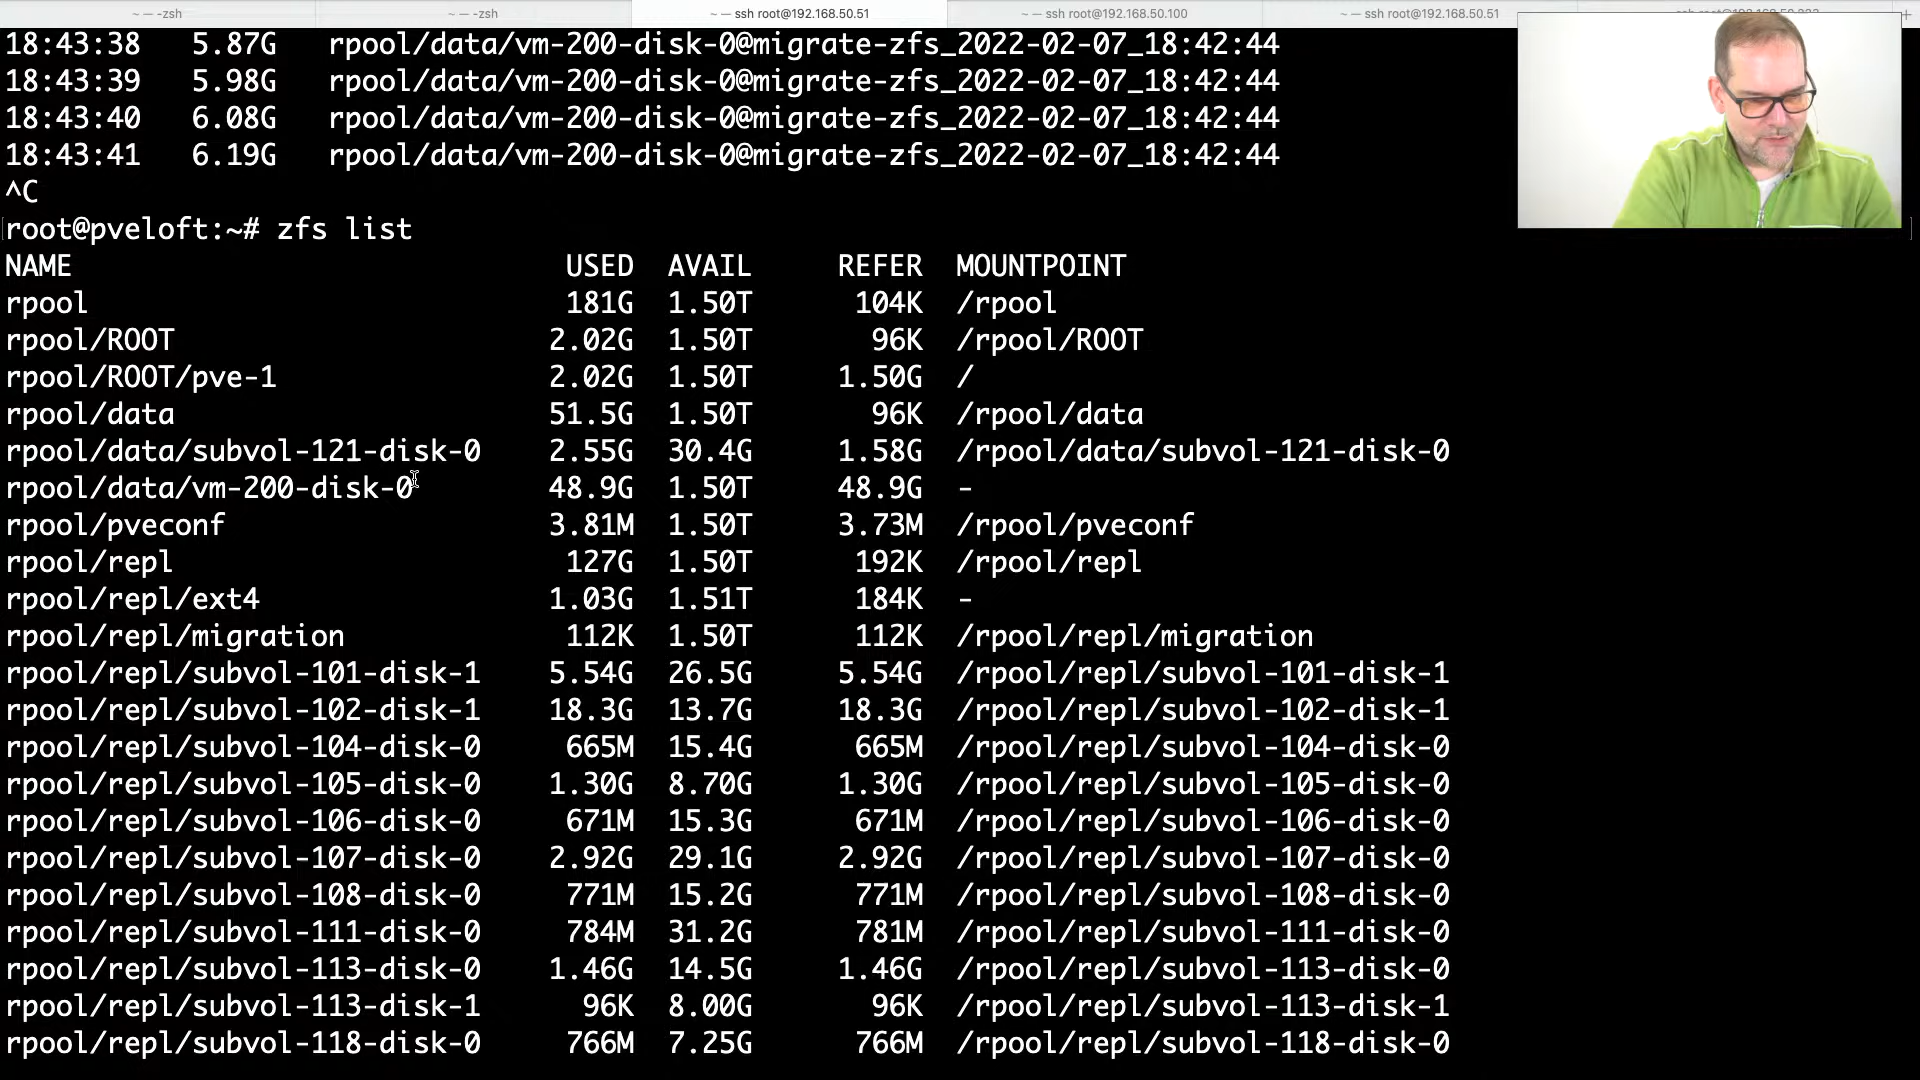 ~ — -zsh
~ — -zsh
~ — ssh root@192.168.50.51
~ — ssh root@192.168.50.100
~ — ssh root@192.168.50.51
18:43:38 5.87G rpool/data/vm-200-disk-0@migrate-zfs_2022-02-07_18:42:44
18:43:39 5.98G rpool/data/vm-200-disk-0@migrate-zfs_2022-02-07_18:42:44
18:43:40 6.08G rpool/data/vm-200-disk-0@migrate-zfs_2022-02-07_18:42:44
18:43:41 6.19G rpool/data/vm-200-disk-0@migrate-zfs_2022-02-07_18:42:44
^C
root@pveloft:~# zfs list
NAME USED AVAIL REFER MOUNTPOINT
rpool 181G 1.50T 104K /rpool
rpool/ROOT 2.02G 1.50T 96K /rpool/ROOT
rpool/ROOT/pve-1 2.02G 1.50T 1.50G /
rpool/data 51.5G 1.50T 96K /rpool/data
rpool/data/subvol-121-disk-0 2.55G 30.4G 1.58G /rpool/data/subvol-121-disk-0
rpool/data/vm-200-disk-0 48.9G 1.50T 48.9G -
rpool/pveconf 3.81M 1.50T 3.73M /rpool/pveconf
rpool/repl 127G 1.50T 192K /rpool/repl
rpool/repl/ext4 1.03G 1.51T 184K -
rpool/repl/migration 112K 1.50T 112K /rpool/repl/migration
rpool/repl/subvol-101-disk-1 5.54G 26.5G 5.54G /rpool/repl/subvol-101-disk-1
rpool/repl/subvol-102-disk-1 18.3G 13.7G 18.3G /rpool/repl/subvol-102-disk-1
rpool/repl/subvol-104-disk-0 665M 15.4G 665M /rpool/repl/subvol-104-disk-0
rpool/repl/subvol-105-disk-0 1.30G 8.70G 1.30G /rpool/repl/subvol-105-disk-0
rpool/repl/subvol-106-disk-0 671M 15.3G 671M /rpool/repl/subvol-106-disk-0
rpool/repl/subvol-107-disk-0 2.92G 29.1G 2.92G /rpool/repl/subvol-107-disk-0
rpool/repl/subvol-108-disk-0 771M 15.2G 771M /rpool/repl/subvol-108-disk-0
rpool/repl/subvol-111-disk-0 784M 31.2G 781M /rpool/repl/subvol-111-disk-0
rpool/repl/subvol-113-disk-0 1.46G 14.5G 1.46G /rpool/repl/subvol-113-disk-0
rpool/repl/subvol-113-disk-1 96K 8.00G 96K /rpool/repl/subvol-113-disk-1
rpool/repl/subvol-118-disk-0 766M 7.25G 766M /rpool/repl/subvol-118-disk-0